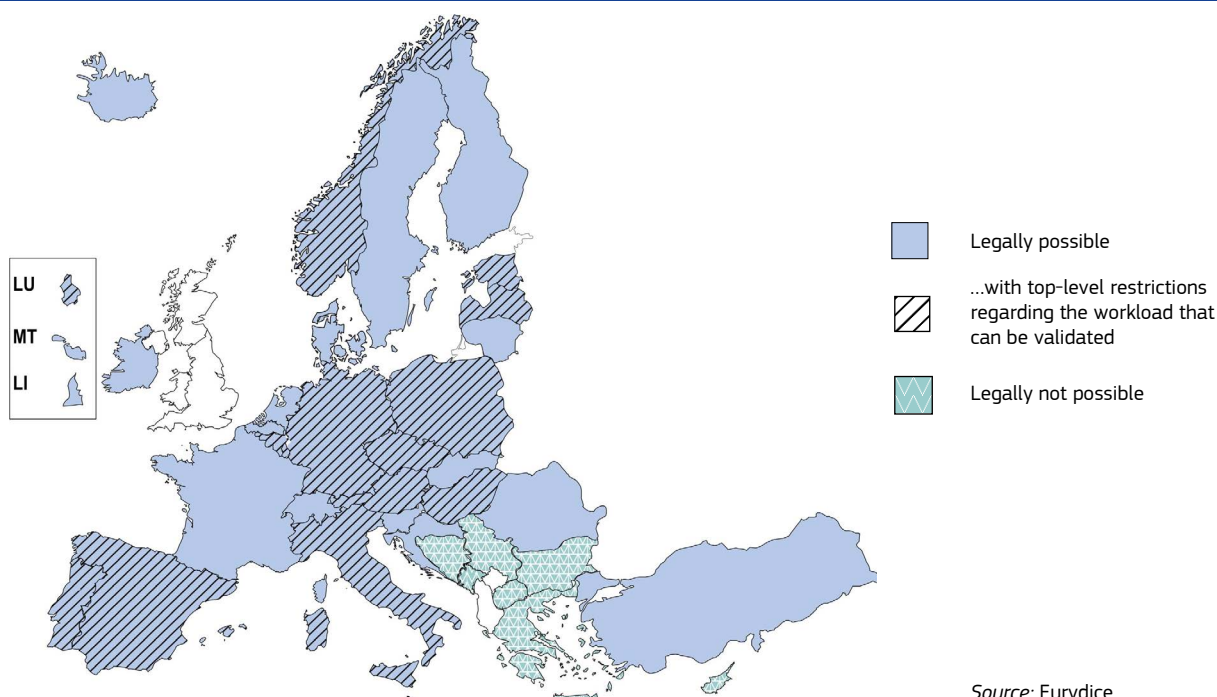 LU
MT
LI
Legally possible
...with top-level restrictions
regarding the workload that
can be validated
Legally not possible
Source: Eurydice